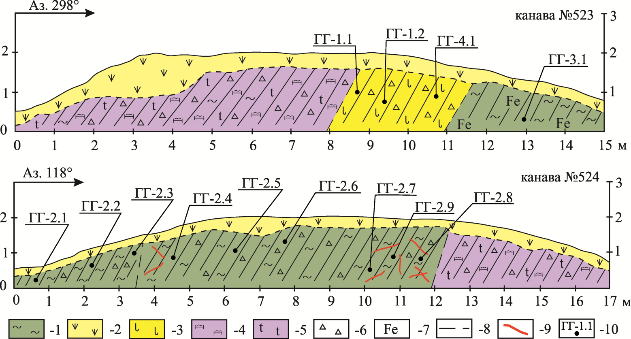 Аз. 298°
канава №523
ГГ-1.1
ГГ-1.2
ГГ-4.1
ГГ-3.1
3
2 2
1 1
0
Fe Fe Fe
0 1 2 3 4 5 6 7 8 9 10 11 12 13 14 15 м
Аз. 118°
канава №524
ГГ-2.1
ГГ-2.2
ГГ-2.3
ГГ-2.4
ГГ-2.5
ГГ-2.6
ГГ-2.7
ГГ-2.9
ГГ-2.8
3
2 2
1 1
0
0 1 2 3 4 5 6 7 8 9 10 11 12 13 14 15 16 17 м
-1 -2 -3 -4 t t -5 -6 Fe -7 -8 -9 ГГ-1.1 -10